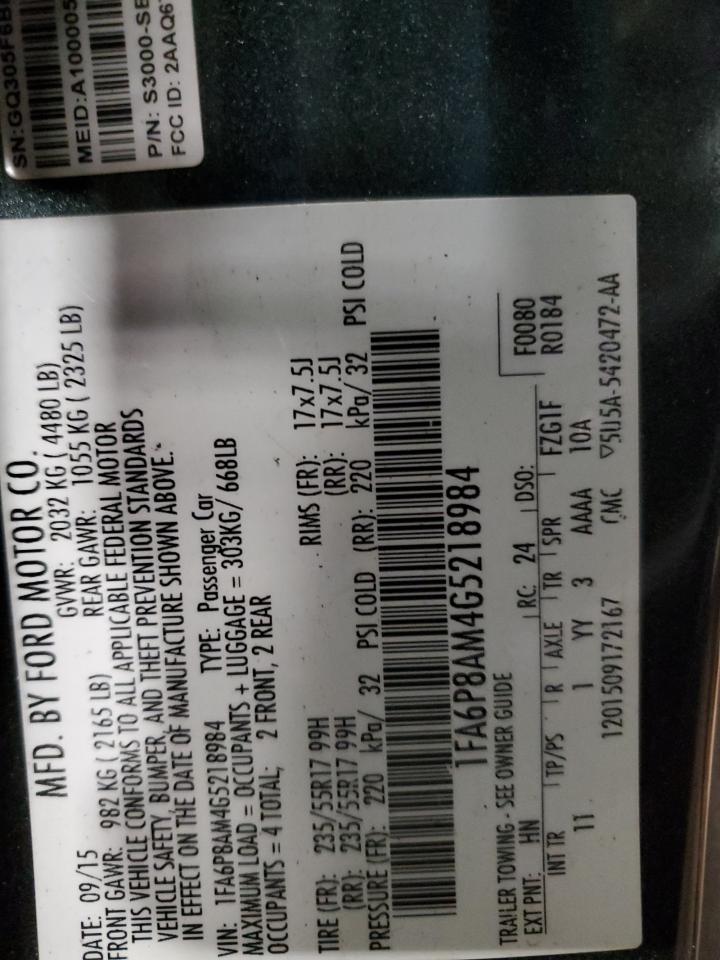 SN:GQ305F6B
MEID:A100005
P/N: S3000-SE
FCC ID: 2AAQ6
MFD. BY FORD MOTOR CO.
DATE: 09/15 GVWR: 2032 KG ( 4480 LB)
FRONT GAWR: 982 KG ( 2165 LB) REAR GAWR: 1055 KG ( 2325 LB)
THIS VEHICLE CONFORMS TO ALL APPLICABLE FEDERAL MOTOR
VEHICLE SAFETY, BUMPER, AND THEFT PREVENTION STANDARDS
IN EFFECT ON THE DATE OF MANUFACTURE SHOWN ABOVE.
VIN: 1FA6P8AM4G5218984 TYPE: Passenger Car
MAXIMUM LOAD = OCCUPANTS + LUGGAGE = 303KG/ 668LB
OCCUPANTS = 4 TOTAL; 2 FRONT, 2 REAR
TIRE (FR): 235/55R17 99H RIMS (FR): 17x7.5J
(RR): 235/55R17 99H (RR): 17x7.5J
PRESSURE (FR): 220 kPa/ 32 PSI COLD (RR): 220 kPa/ 32 PSI COLD
1FA6P8AM4G5218984
TRAILER TOWING - SEE OWNER GUIDE
EXT PNT: HN RC: 24 DSO: F0080
INT TR TP/PS R AXLE TR SPR FZG1F R0184
11 1 YY 3 AAAA 10A
1201509172167 CMC ▽5U5A-5420472-AA